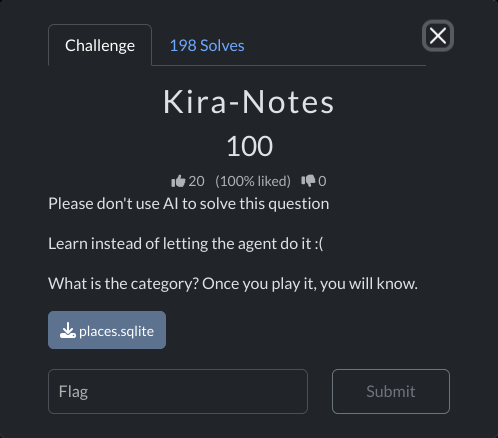 Challenge
198 Solves
Kira-Notes
100
20 (100% liked) 0
Please don't use AI to solve this question
Learn instead of letting the agent do it :(
What is the category? Once you play it, you will know.
places.sqlite
Flag
Submit